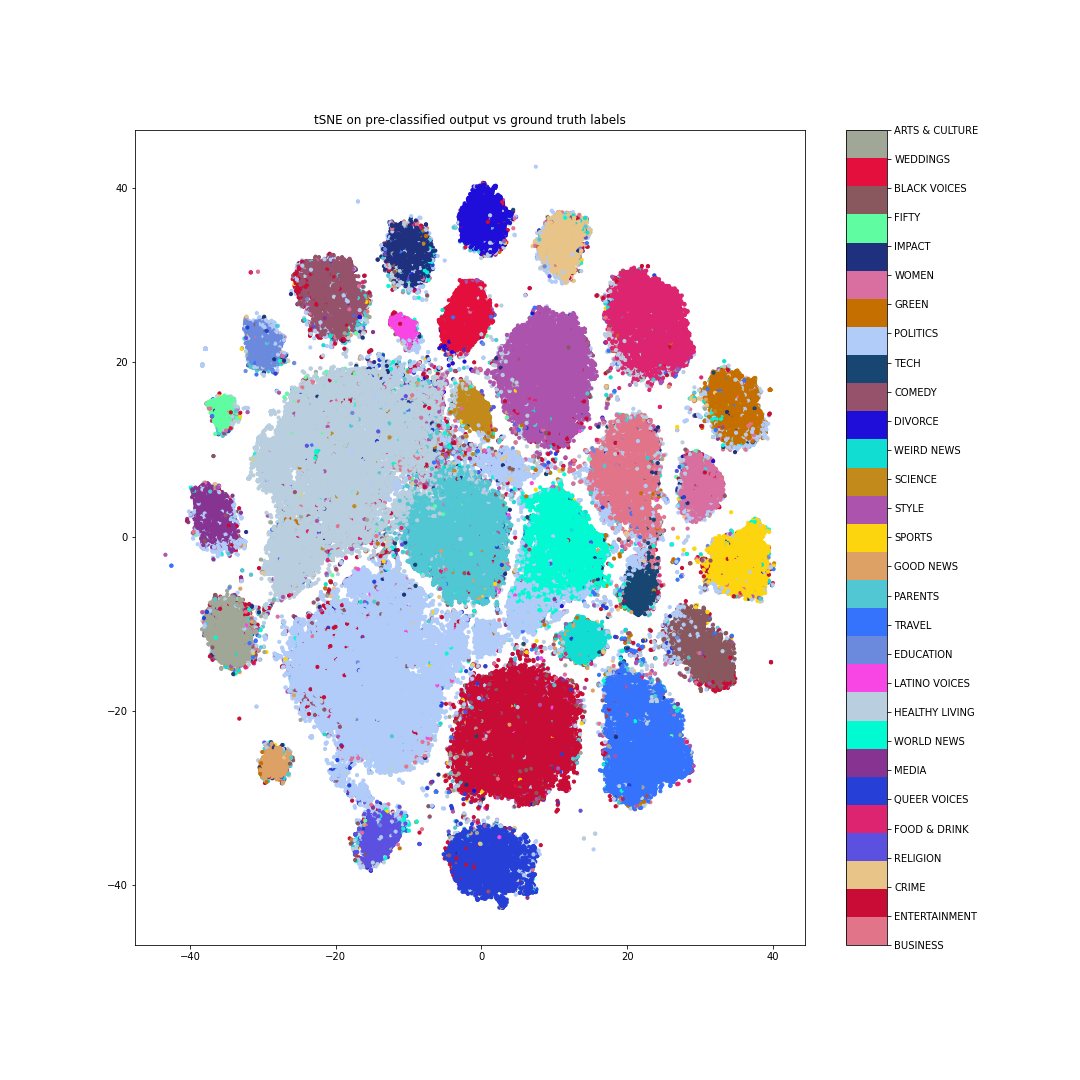 tSNE on pre-classified output vs ground truth labels
40
20
0
−20
−40
−40
−20
0
20
40
ARTS & CULTURE
WEDDINGS
BLACK VOICES
FIFTY
IMPACT
WOMEN
GREEN
POLITICS
TECH
COMEDY
DIVORCE
WEIRD NEWS
SCIENCE
STYLE
SPORTS
GOOD NEWS
PARENTS
TRAVEL
EDUCATION
LATINO VOICES
HEALTHY LIVING
WORLD NEWS
MEDIA
QUEER VOICES
FOOD & DRINK
RELIGION
CRIME
ENTERTAINMENT
BUSINESS